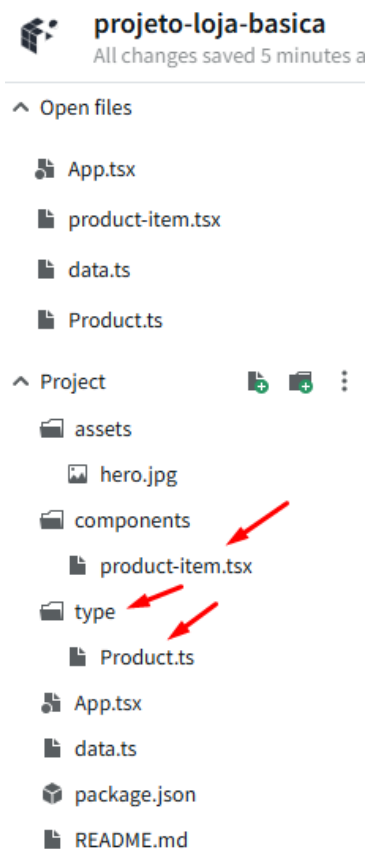 projeto-loja-basica
All changes saved 5 minutes a
Open files
App.tsx
product-item.tsx
data.ts
Product.ts
Project
assets
hero.jpg
components
product-item.tsx
type
Product.ts
App.tsx
data.ts
package.json
README.md